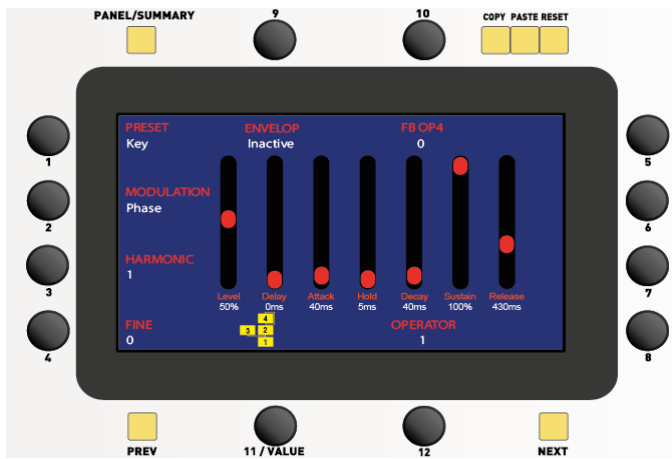 PANEL/SUMMARY
9
10
COPY PASTE RESET
PRESET
Key
ENVELOP
Inactive
FB OP4
0
1
5
MODULATION
Phase
2
6
HARMONIC
1
3
7
Level Delay Attack Hold Decay Sustain Release
50% 0ms 40ms 5ms 40ms 100% 430ms
FINE
0
4
3 2
1
OPERATOR
1
4
8
PREV
11 / VALUE
12
NEXT